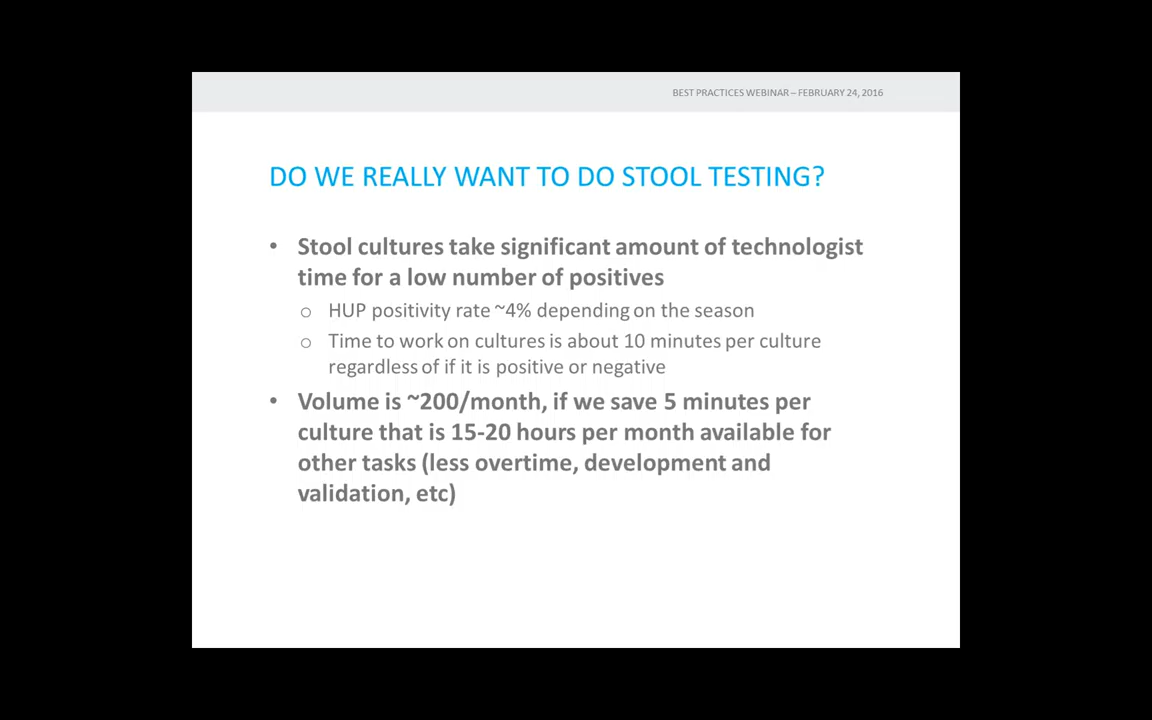 BEST PRACTICES WEBINAR – FEBRUARY 24, 2016
DO WE REALLY WANT TO DO STOOL TESTING?
• Stool cultures take significant amount of technologist
time for a low number of positives
o HUP positivity rate ~4% depending on the season
o Time to work on cultures is about 10 minutes per culture
regardless of if it is positive or negative
• Volume is ~200/month, if we save 5 minutes per
culture that is 15-20 hours per month available for
other tasks (less overtime, development and
validation, etc)